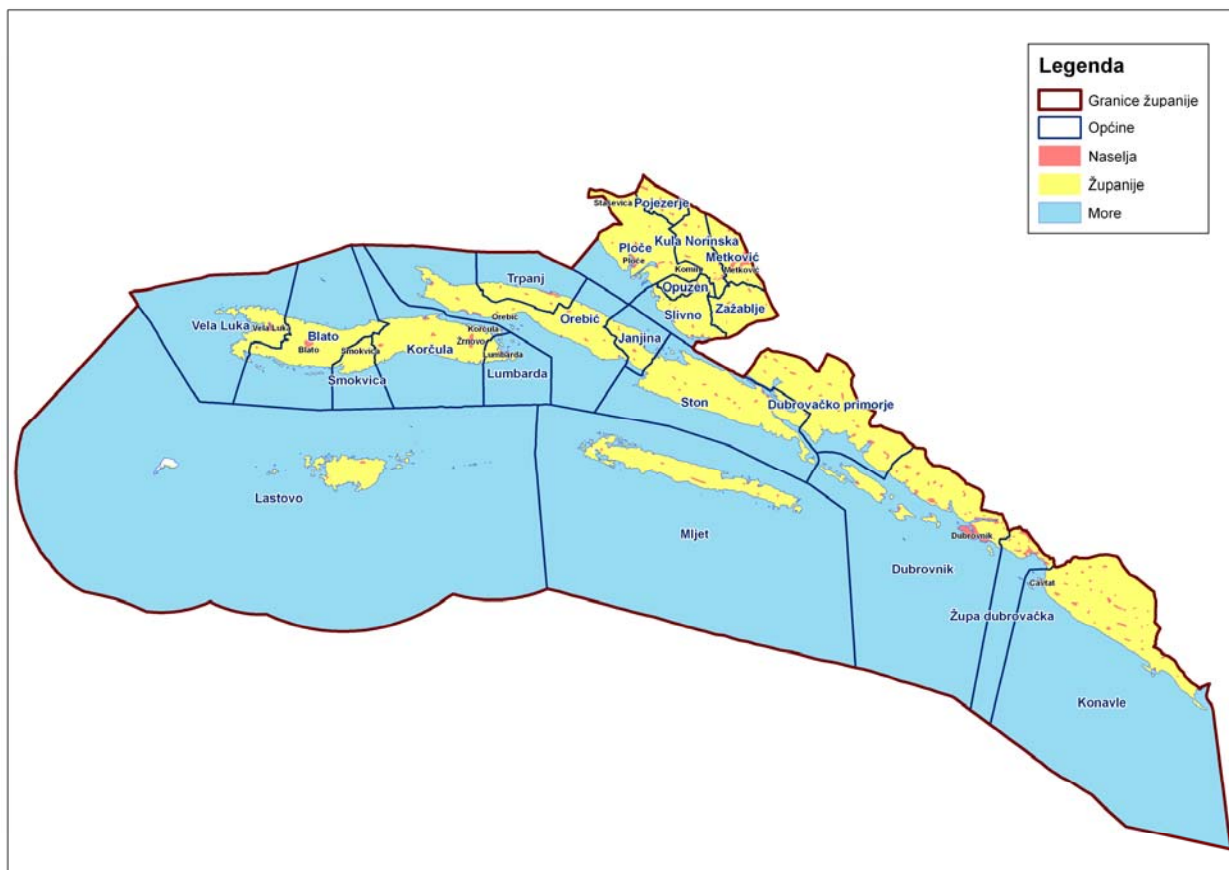 Legenda
Granice županije
Općine
Naselja
Županije
More
Staševica
Pojezerje
Ploče
Ploče
Kula Norinska
Metković
Metković
Komin
Opuzen
Slivno
Zažablje
Trpanj
Orebić
Orebić
Janjina
Vela Luka
Vela Luka
Blato
Blato
Smokvica
Smokvica
Korčula
Korčula
Žrnovo
Lumbarda
Lumbarda
Ston
Dubrovačko primorje
Lastovo
Mljet
Dubrovnik
Dubrovnik
Cavtat
Župa dubrovačka
Konavle